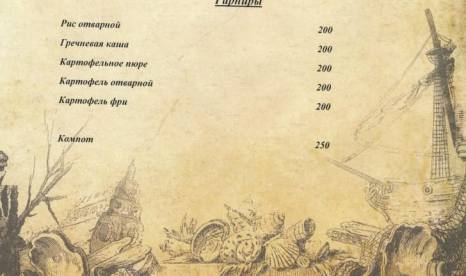 Гарниры
Рис отварной 200
Гречневая каша 200
Картофельное пюре 200
Картофель отварной 200
Картофель фри 200
Компот 250